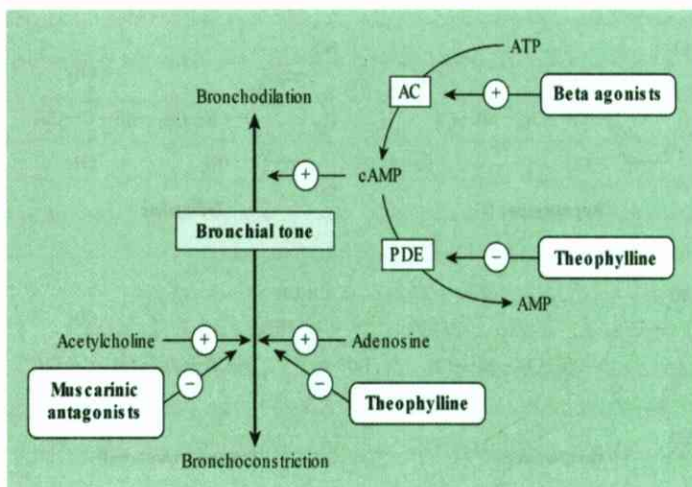 ATP
AC
+
Beta agonists
Bronchodilation
+
cAMP
Bronchial tone
PDE
−
Theophylline
AMP
Acetylcholine
+
+
Adenosine
Muscarinic
antagonists
−
−
Theophylline
Bronchoconstriction